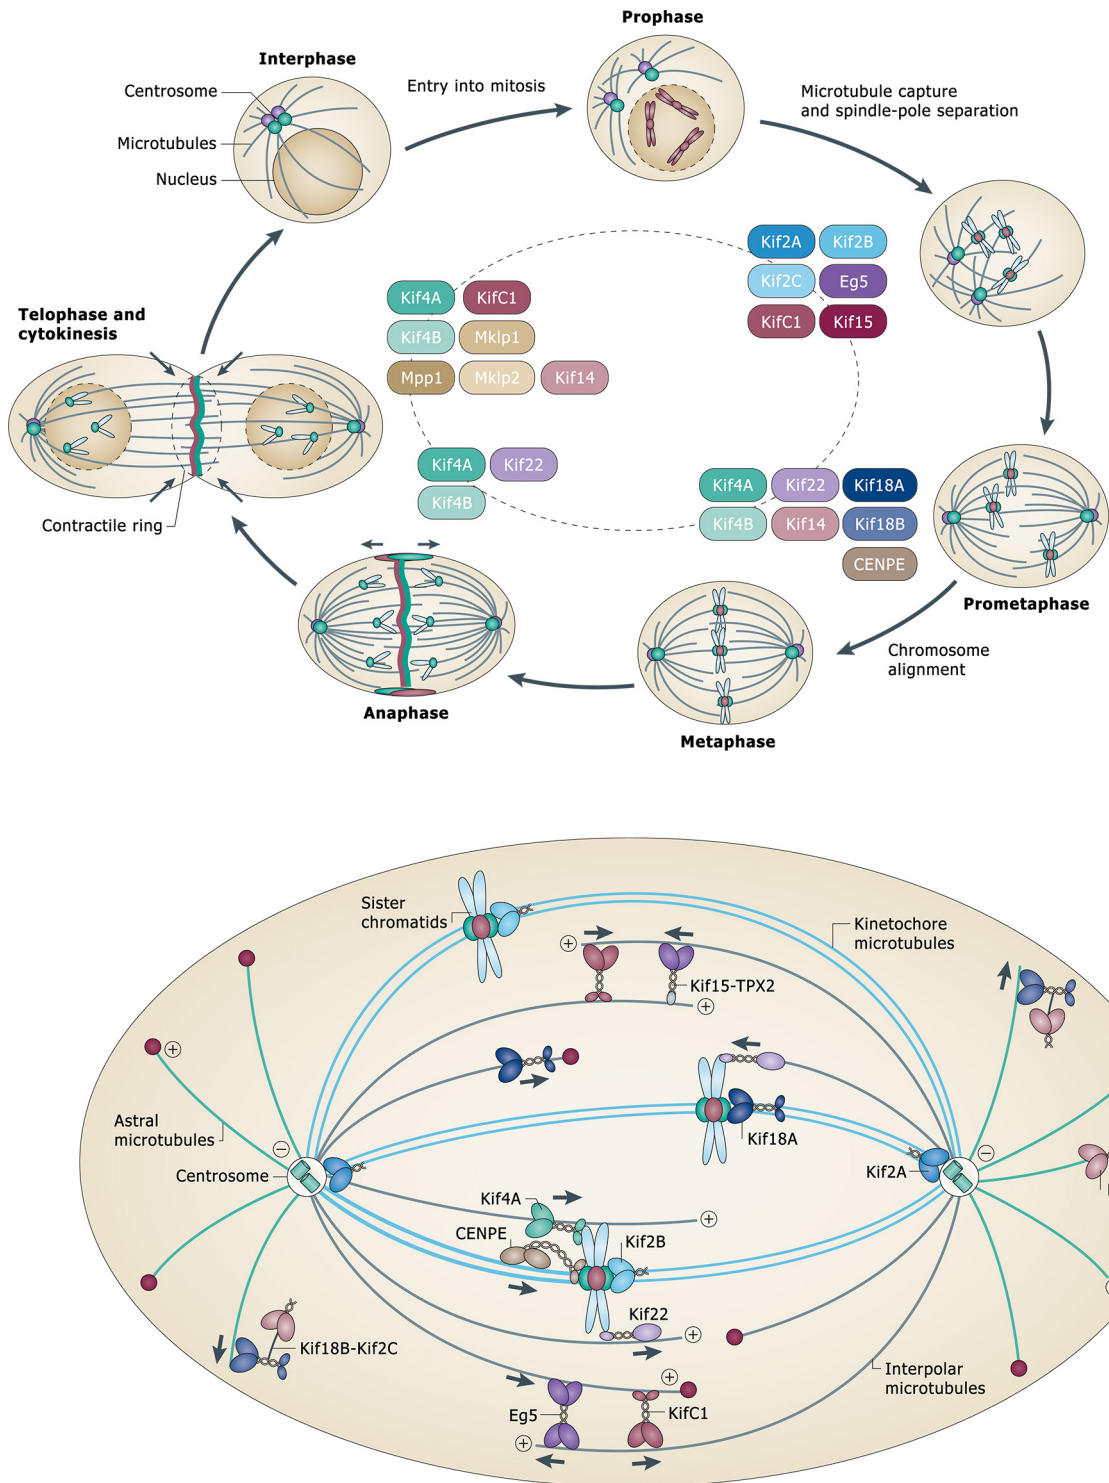 Prophase
Interphase
Centrosome
Entry into mitosis
Microtubule capture
and spindle-pole separation
Microtubules
Nucleus
Kif2A
Kif2B
Kif2C
Eg5
KifC1
Kif15
Kif4A
KifC1
Kif4B
Mklp1
Mpp1
Mklp2
Kif14
Telophase and
cytokinesis
Contractile ring
Kif4A
Kif22
Kif4B
Kif4A
Kif22
Kif18A
Kif4B
Kif14
Kif18B
CENPE
Prometaphase
Chromosome
alignment
Anaphase
Metaphase
Sister
chromatids
Kinetochore
microtubules
+
Kif15-TPX2
+
+
Astral
microtubules
Kif18A
−
−
Centrosome
Kif2A
Kif4A
+
CENPE
Kif2B
Kif22
+
Kif18B-Kif2C
Interpolar
microtubules
+
Eg5
KifC1
+